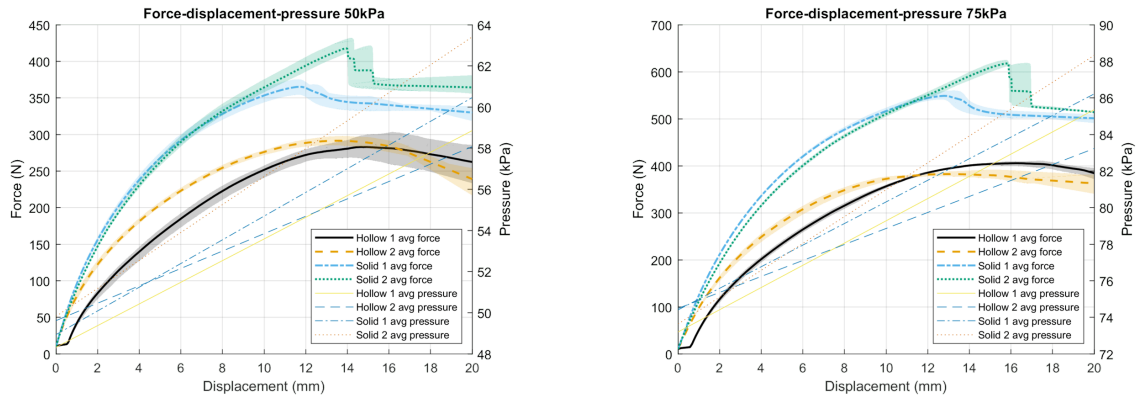 Force-displacement-pressure 50kPa
450
400
350
300
250
200
150
100
50
0
Force (N)
64
62
60
58
56
54
52
50
48
Pressure (kPa)
0 2 4 6 8 10 12 14 16 18 20
Displacement (mm)
Hollow 1 avg force
Hollow 2 avg force
Solid 1 avg force
Solid 2 avg force
Hollow 1 avg pressure
Hollow 2 avg pressure
Solid 1 avg pressure
Solid 2 avg pressure
Force-displacement-pressure 75kPa
700
600
500
400
300
200
100
0
Force (N)
90
88
86
84
82
80
78
76
74
72
Pressure (kPa)
0 2 4 6 8 10 12 14 16 18 20
Displacement (mm)
Hollow 1 avg force
Hollow 2 avg force
Solid 1 avg force
Solid 2 avg force
Hollow 1 avg pressure
Hollow 2 avg pressure
Solid 1 avg pressure
Solid 2 avg pressure